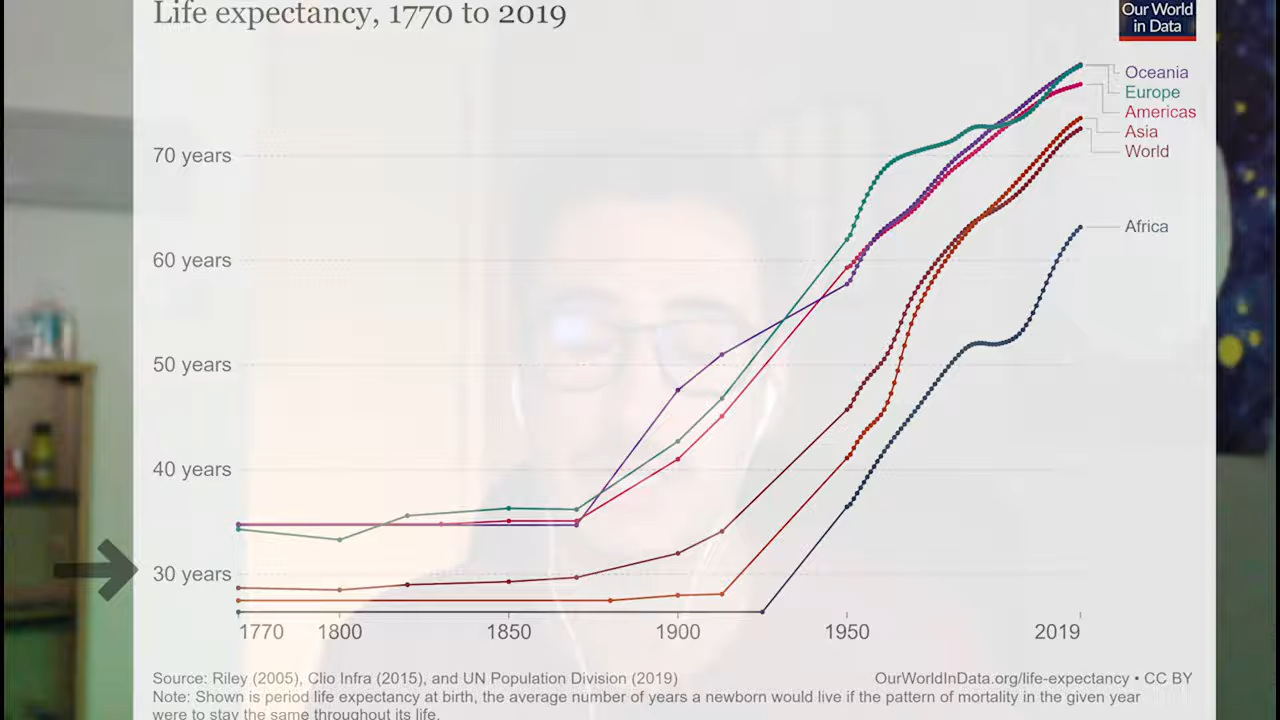 Life expectancy, 1770 to 2019
Our World
in Data
Oceania
Europe
Americas
Asia
World
Africa
70 years
60 years
50 years
40 years
30 years
1770 1800 1850 1900 1950 2019
Source: Riley (2005), Clio Infra (2015), and UN Population Division (2019)
OurWorldInData.org/life-expectancy • CC BY
Note: Shown is period life expectancy at birth, the average number of years a newborn would live if the pattern of mortality in the given year
were to stay the same throughout its life.